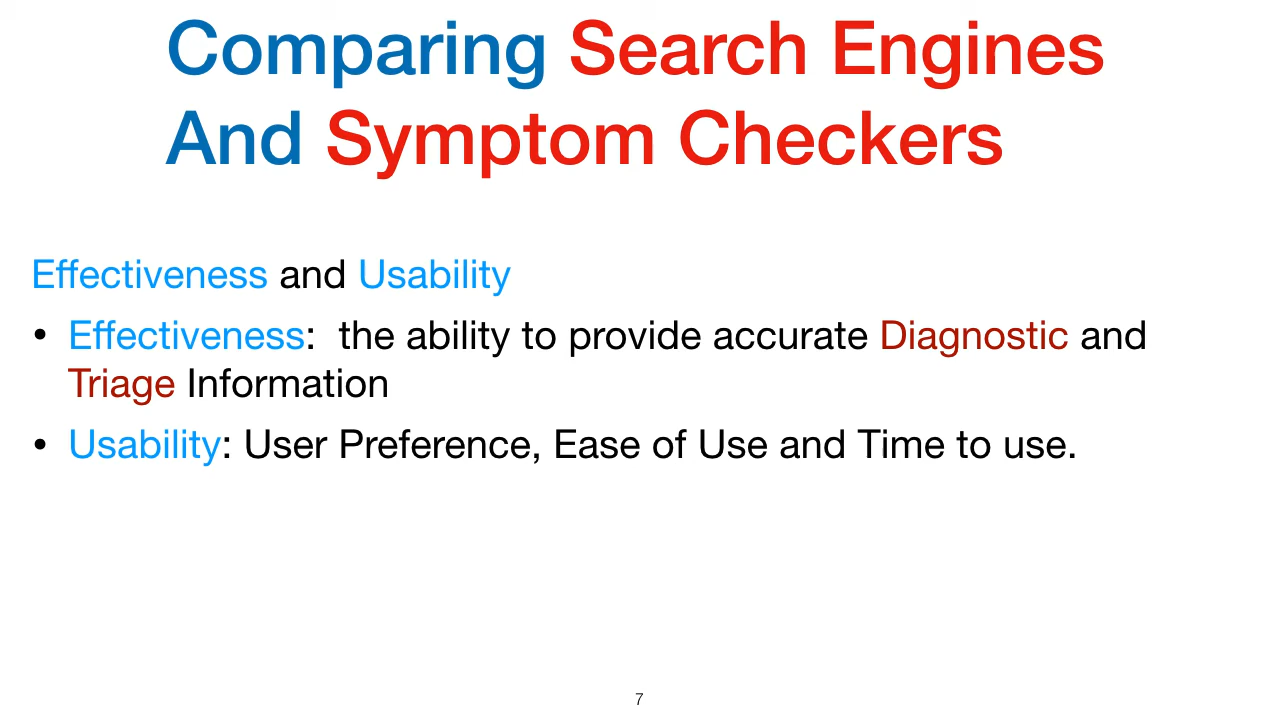 Comparing Search Engines
And Symptom Checkers
Effectiveness and Usability
• Effectiveness:  the ability to provide accurate Diagnostic and
Triage Information
• Usability: User Preference, Ease of Use and Time to use.
7